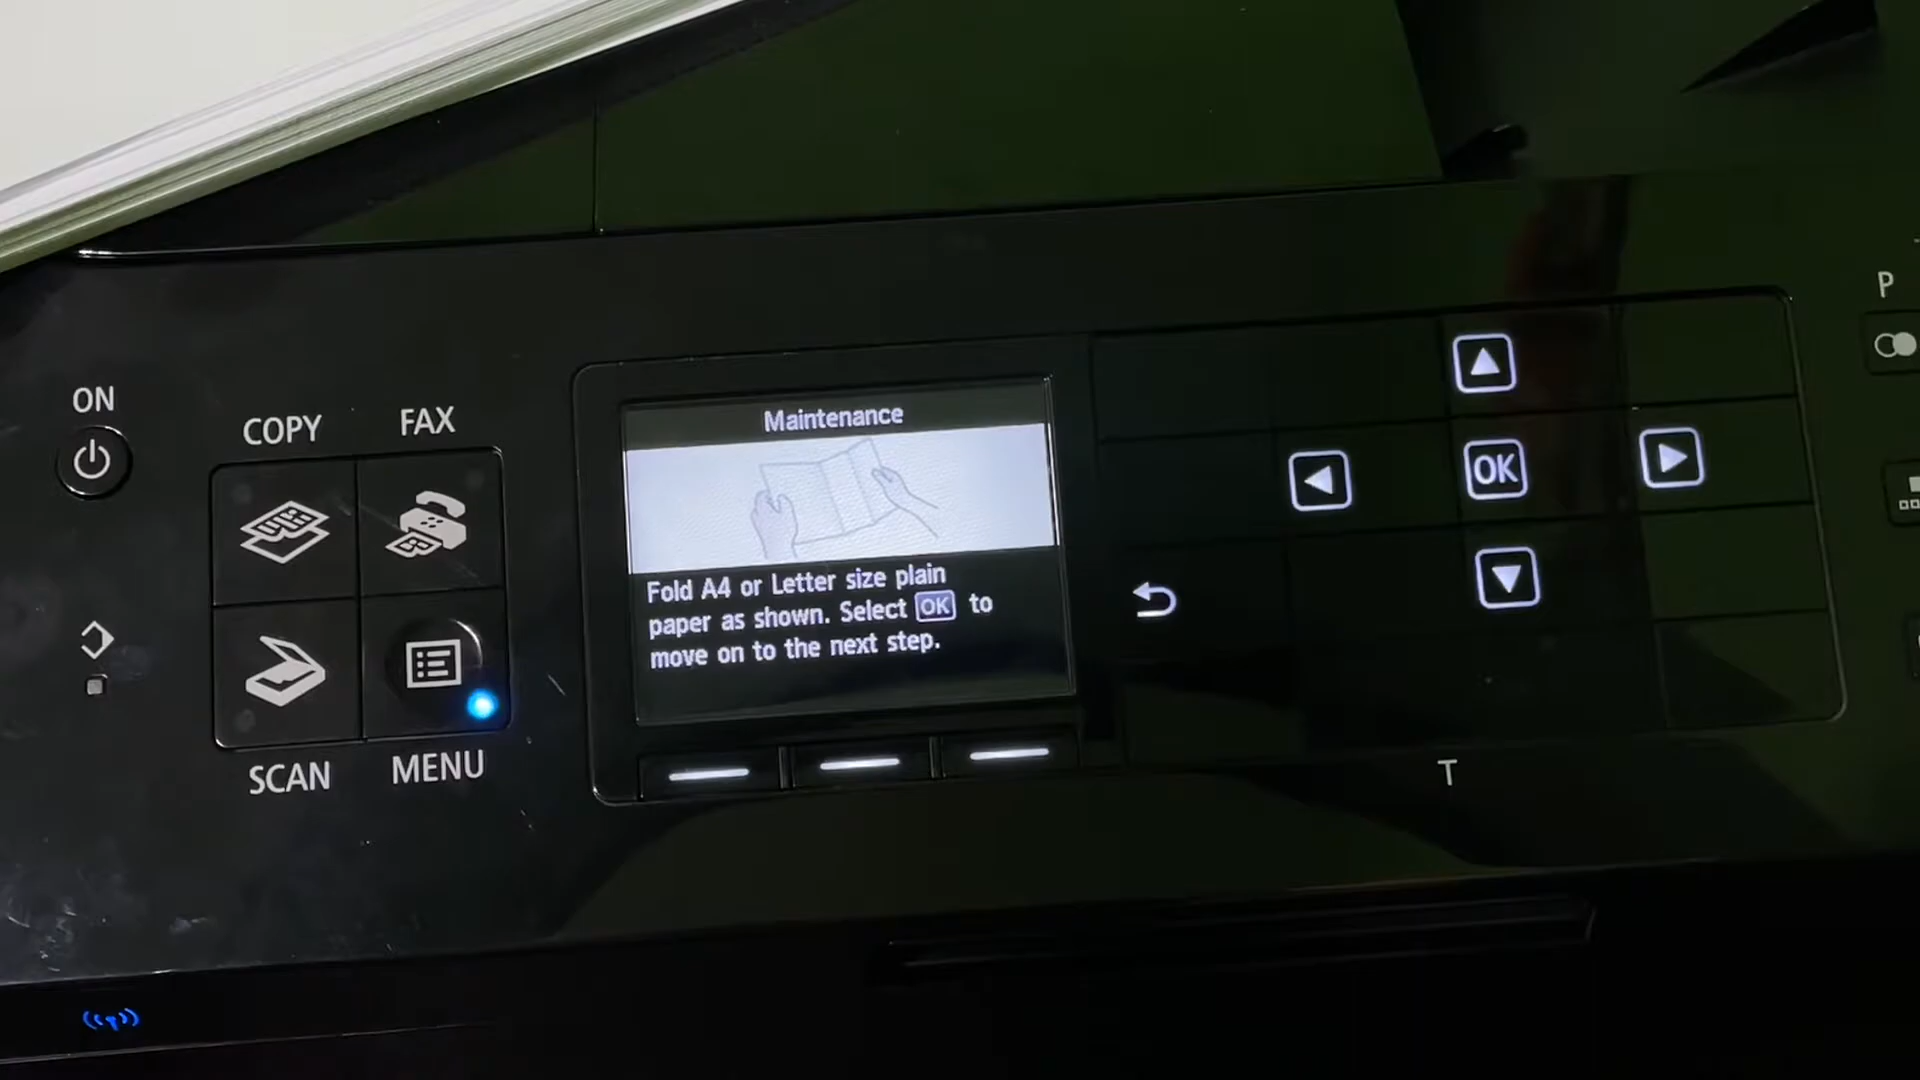 P
ON
COPY
FAX
Maintenance
Fold A4 or Letter size plain
paper as shown. Select OK to
move on to the next step.
OK
SCAN
MENU
T